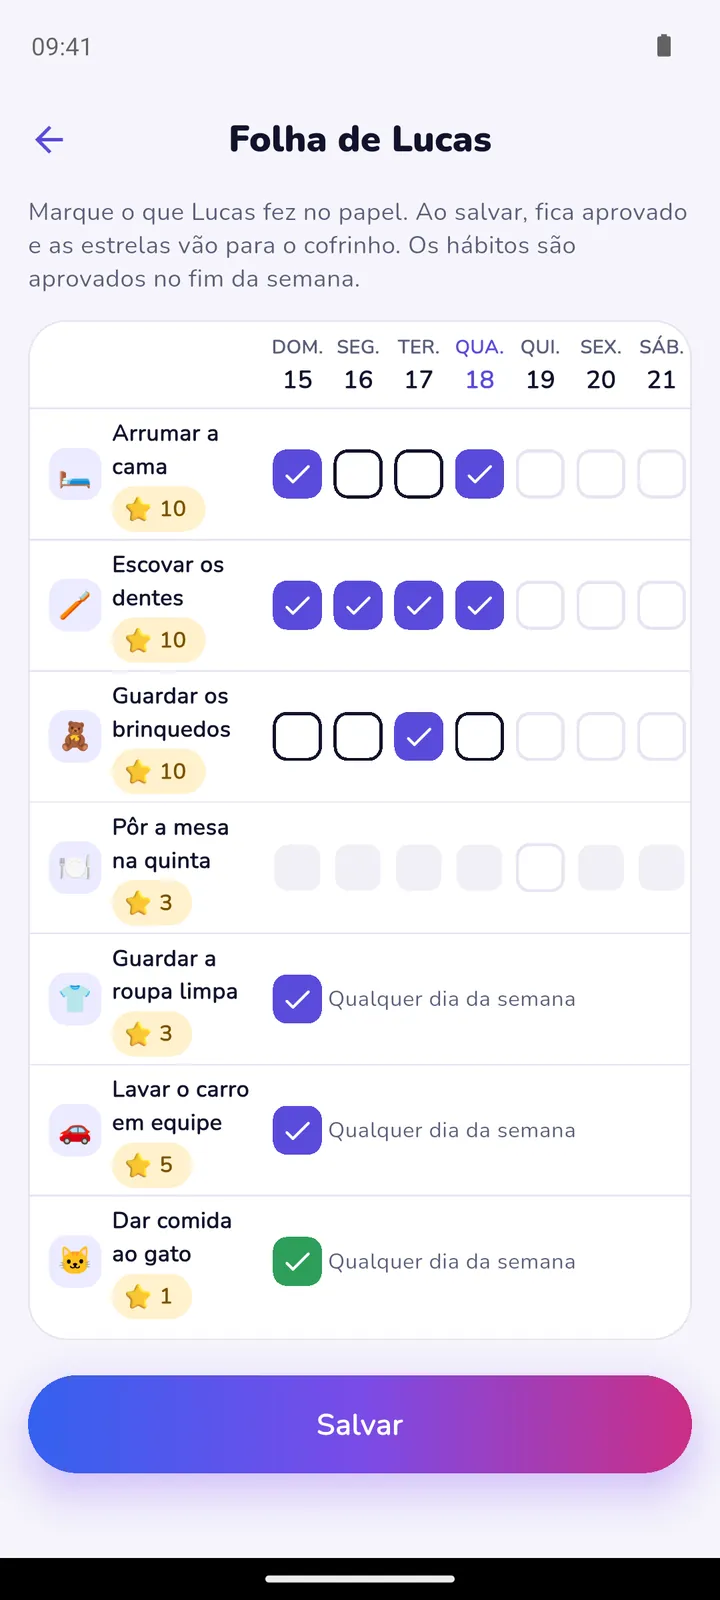 09:41
Folha de Lucas
Marque o que Lucas fez no papel. Ao salvar, fica aprovado
e as estrelas vão para o cofrinho. Os hábitos são
aprovados no fim da semana.
DOM. SEG. TER. QUA. QUI. SEX. SÁB.
15 16 17 18 19 20 21
Arrumar a
cama
10
Escovar os
dentes
10
Guardar os
brinquedos
10
Pôr a mesa
na quinta
3
Guardar a
roupa limpa
3
Qualquer dia da semana
Lavar o carro
em equipe
5
Qualquer dia da semana
Dar comida
ao gato
1
Qualquer dia da semana
Salvar